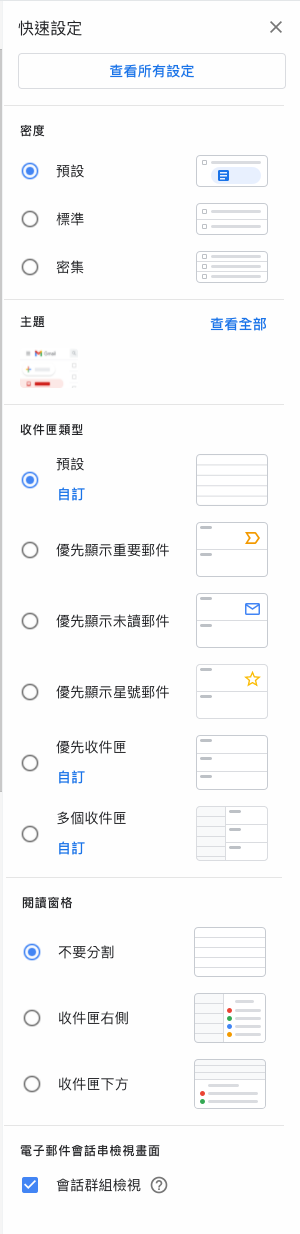 快速設定
查看所有設定
密度
預設
標準
密集
主題
查看全部
Gmail
收件匣類型
預設
自訂
優先顯示重要郵件
優先顯示未讀郵件
優先顯示星號郵件
優先收件匣
自訂
多個收件匣
自訂
閱讀窗格
不要分割
收件匣右側
收件匣下方
電子郵件會話串檢視畫面
會話群組檢視